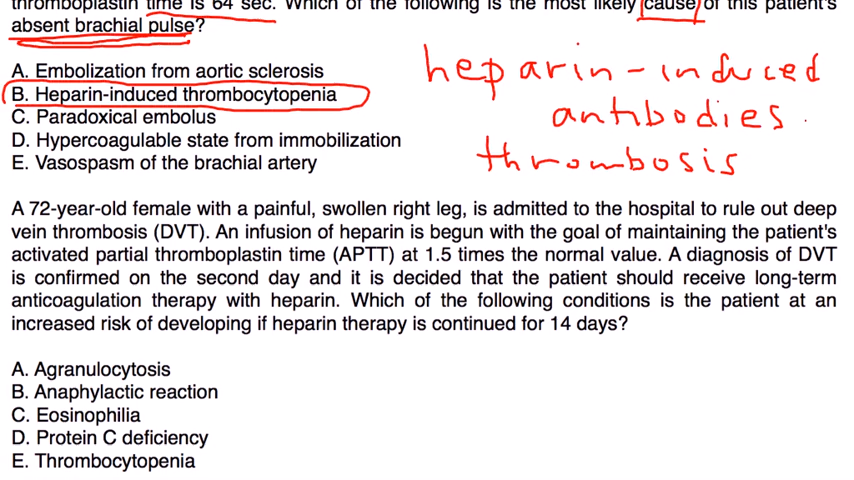 thromboplastin time is 64 sec. Which of the following is the most likely cause of this patient's
absent brachial pulse?
A. Embolization from aortic sclerosis
B. Heparin-induced thrombocytopenia
C. Paradoxical embolus
D. Hypercoagulable state from immobilization
E. Vasospasm of the brachial artery
heparin-induced
antibodies.
thrombosis
A 72-year-old female with a painful, swollen right leg, is admitted to the hospital to rule out deep
vein thrombosis (DVT). An infusion of heparin is begun with the goal of maintaining the patient's
activated partial thromboplastin time (APTT) at 1.5 times the normal value. A diagnosis of DVT
is confirmed on the second day and it is decided that the patient should receive long-term
anticoagulation therapy with heparin. Which of the following conditions is the patient at an
increased risk of developing if heparin therapy is continued for 14 days?
A. Agranulocytosis
B. Anaphylactic reaction
C. Eosinophilia
D. Protein C deficiency
E. Thrombocytopenia